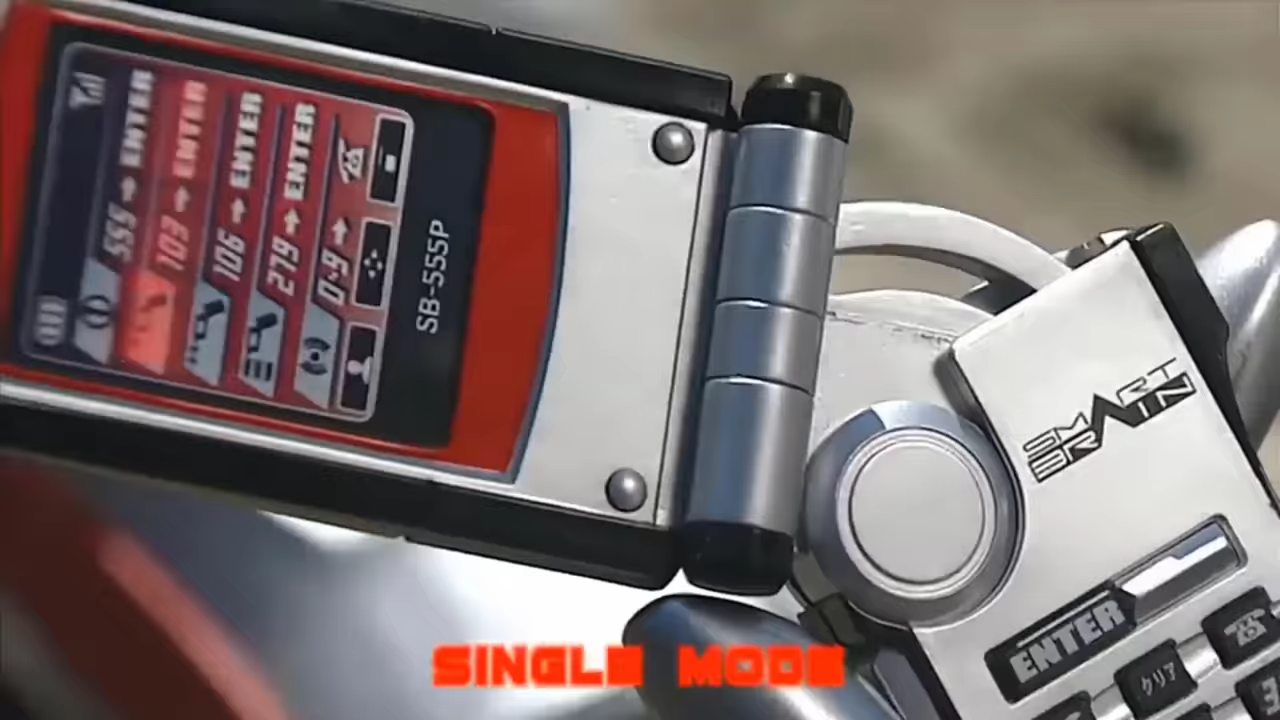 555 → ENTER
103 → ENTER
106 → ENTER
279 → ENTER
0-9 →
SB-555P
SMART
BRAIN
ENTER
クリア
SINGLE MODE